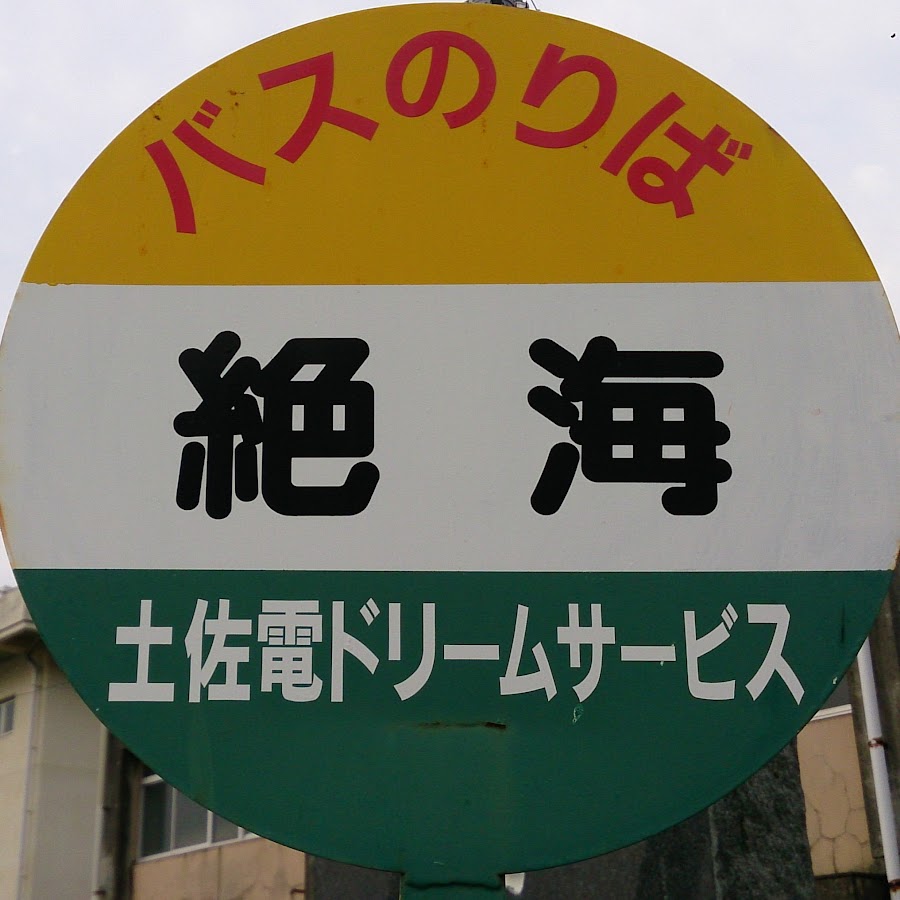 バスのりば
絶海
土佐電ドリームサービス